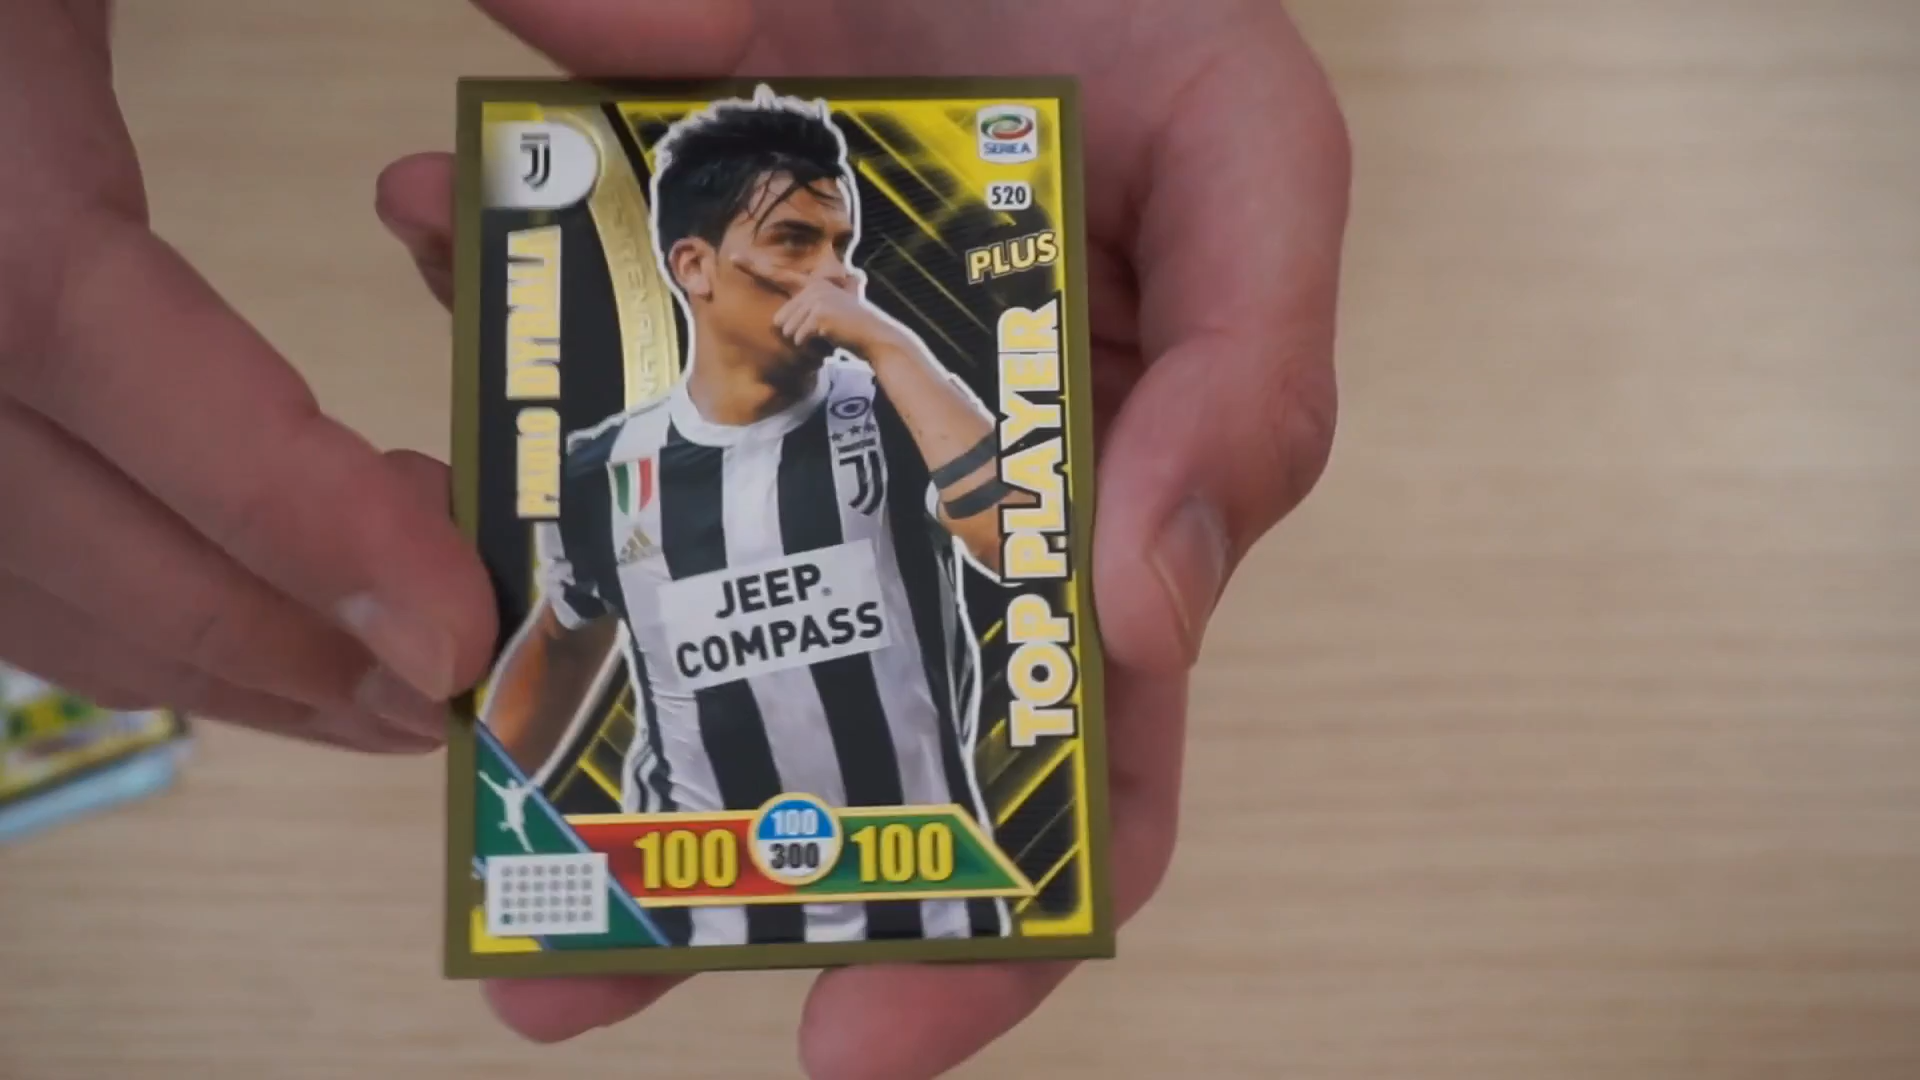 SERIE A
520
PLUS
TOP PLAYER
PAULO DYBALA
JEEP
COMPASS
100
100
300
100